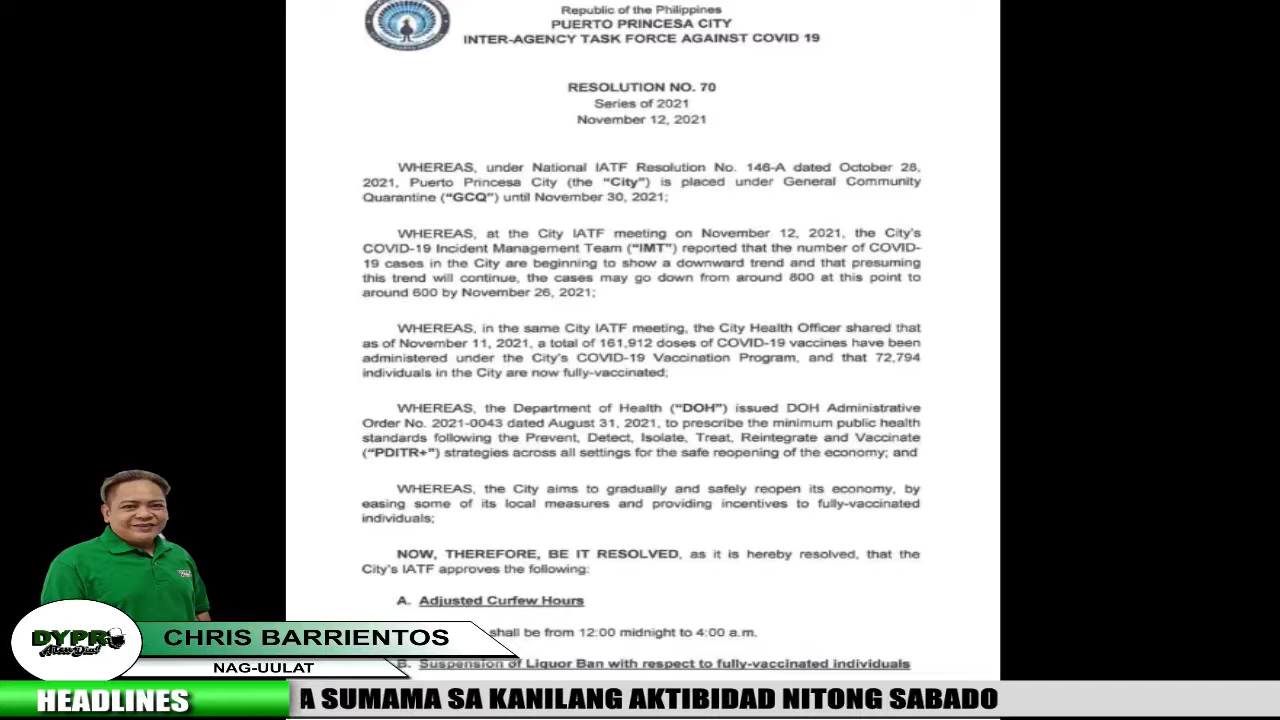 Republic of the Philippines
PUERTO PRINCESA CITY
INTER-AGENCY TASK FORCE AGAINST COVID 19
RESOLUTION NO. 70
Series of 2021
November 12, 2021
WHEREAS, under National IATF Resolution No. 146-A dated October 28,
2021, Puerto Princesa City (the “City”) is placed under General Community
Quarantine (“GCQ”) until November 30, 2021;
WHEREAS, at the City IATF meeting on November 12, 2021, the City's
COVID-19 Incident Management Team (“IMT”) reported that the number of COVID-
19 cases in the City are beginning to show a downward trend and that presuming
this trend will continue, the cases may go down from around 800 at this point to
around 600 by November 26, 2021;
WHEREAS, in the same City IATF meeting, the City Health Officer shared that
as of November 11, 2021, a total of 161,912 doses of COVID-19 vaccines have been
administered under the City's COVID-19 Vaccination Program, and that 72,794
individuals in the City are now fully-vaccinated;
WHEREAS, the Department of Health (“DOH”) issued DOH Administrative
Order No. 2021-0043 dated August 31, 2021, to prescribe the minimum public health
standards following the Prevent, Detect, Isolate, Treat, Reintegrate and Vaccinate
(“PDITR+”) strategies across all settings for the safe reopening of the economy; and
WHEREAS, the City aims to gradually and safely reopen its economy, by
easing some of its local measures and providing incentives to fully-vaccinated
individuals;
NOW, THEREFORE, BE IT RESOLVED, as it is hereby resolved, that the
City's IATF approves the following:
A. Adjusted Curfew Hours
shall be from 12:00 midnight to 4:00 a.m.
B. Suspension of Liquor Ban with respect to fully-vaccinated individuals
DYPR
CHRIS BARRIENTOS
NAG-UULAT
HEADLINES
A SUMAMA SA KANILANG AKTIBIDAD NITONG SABADO